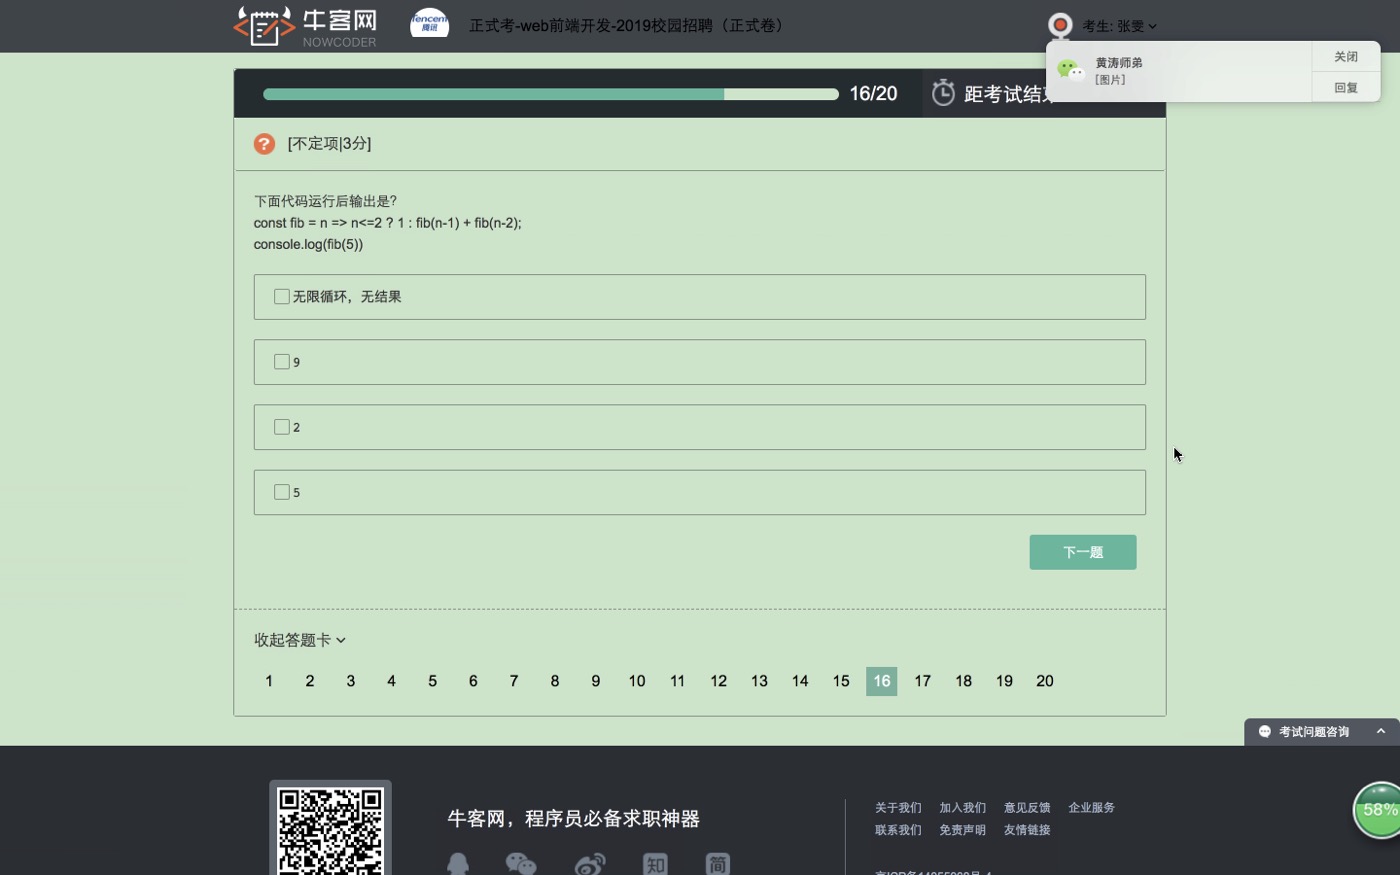 牛客网
NOWCODER
Tencent
腾讯
正式考-web前端开发-2019校园招聘（正式卷）
考生: 张雯
黄涛师弟
[图片]
关闭
回复
16/20
距考试结束
?
[不定项|3分]
下面代码运行后输出是?
const fib = n => n<=2 ? 1 : fib(n-1) + fib(n-2);
console.log(fib(5))
无限循环，无结果
9
2
5
下一题
收起答题卡
1 2 3 4 5 6 7 8 9 10 11 12 13 14 15 16 17 18 19 20
考试问题咨询
58%
牛客网，程序员必备求职神器
知
简
关于我们 加入我们 意见反馈 企业服务
联系我们 免责声明 友情链接